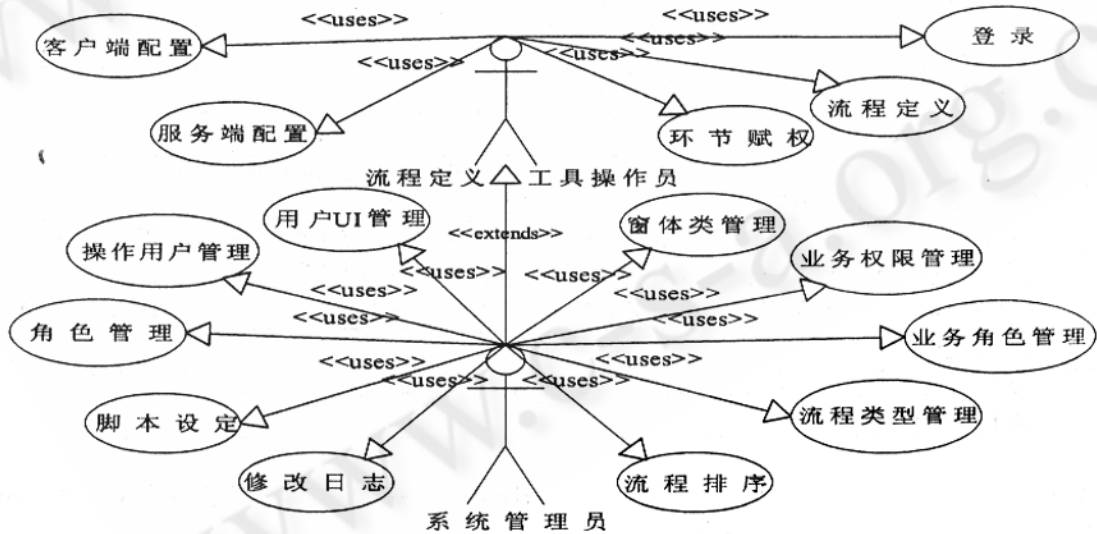 <<uses>> <<uses>>
客户端配置 登录
<<uses>>
<<uses>> <<uses>>
流程定义
服务端配置 环节赋权
流程定义 工具操作员
用户UI管理 窗体类管理
<<extends>>
操作用户管理 业务权限管理
<<uses>> <<uses>>
<<uses>> <<uses>>
<<uses>> <<uses>>
角色管理 业务角色管理
<<uses>> <<uses>>
<<uses>> <<uses>>
脚本设定 流程类型管理
修改日志 流程排序
系统管理员